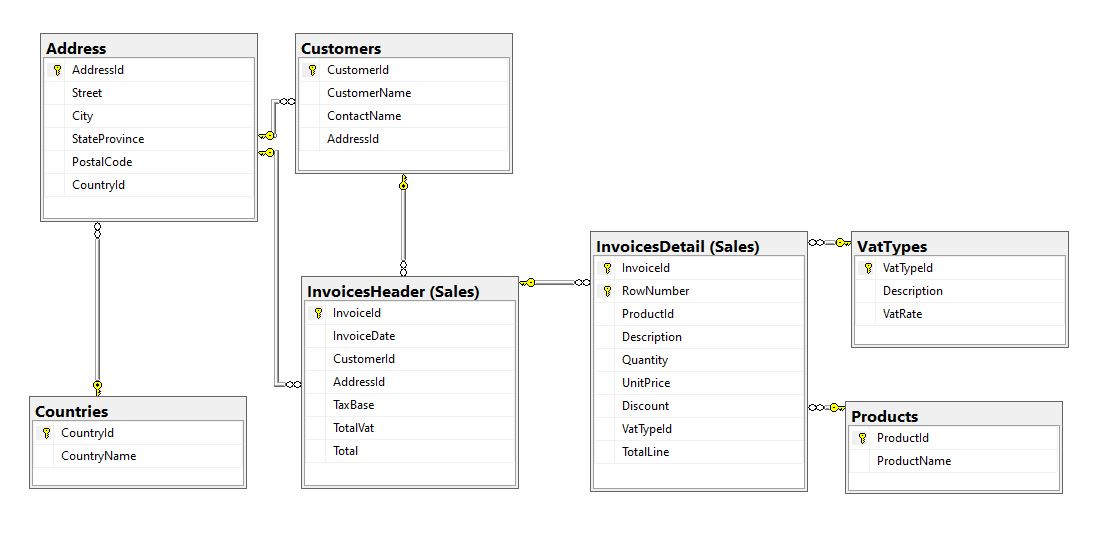 Address
AddressId
Street
City
StateProvince
PostalCode
CountryId
Customers
CustomerId
CustomerName
ContactName
AddressId
InvoicesDetail (Sales)
InvoiceId
RowNumber
ProductId
Description
Quantity
UnitPrice
Discount
VatTypeId
TotalLine
VatTypes
VatTypeId
Description
VatRate
InvoicesHeader (Sales)
InvoiceId
InvoiceDate
CustomerId
AddressId
TaxBase
TotalVat
Total
Countries
CountryId
CountryName
Products
ProductId
ProductName